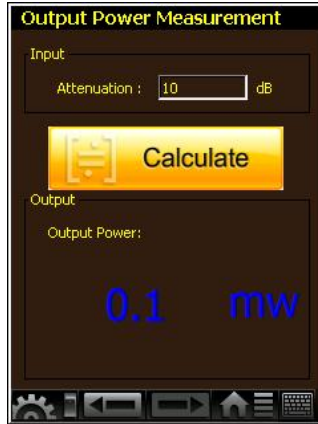 Output Power Measurement
Input
Attenuation : 10 dB
Calculate
Output
Output Power:
0.1 mw